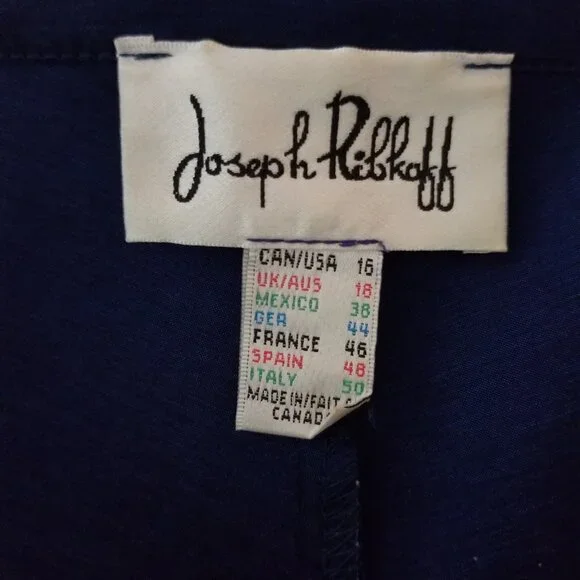 Joseph Ribkoff
CAN/USA 16
UK/AUS 18
MEXICO 38
GER 44
FRANCE 46
SPAIN 48
ITALY 50
MADE IN/FAIT
CANAD